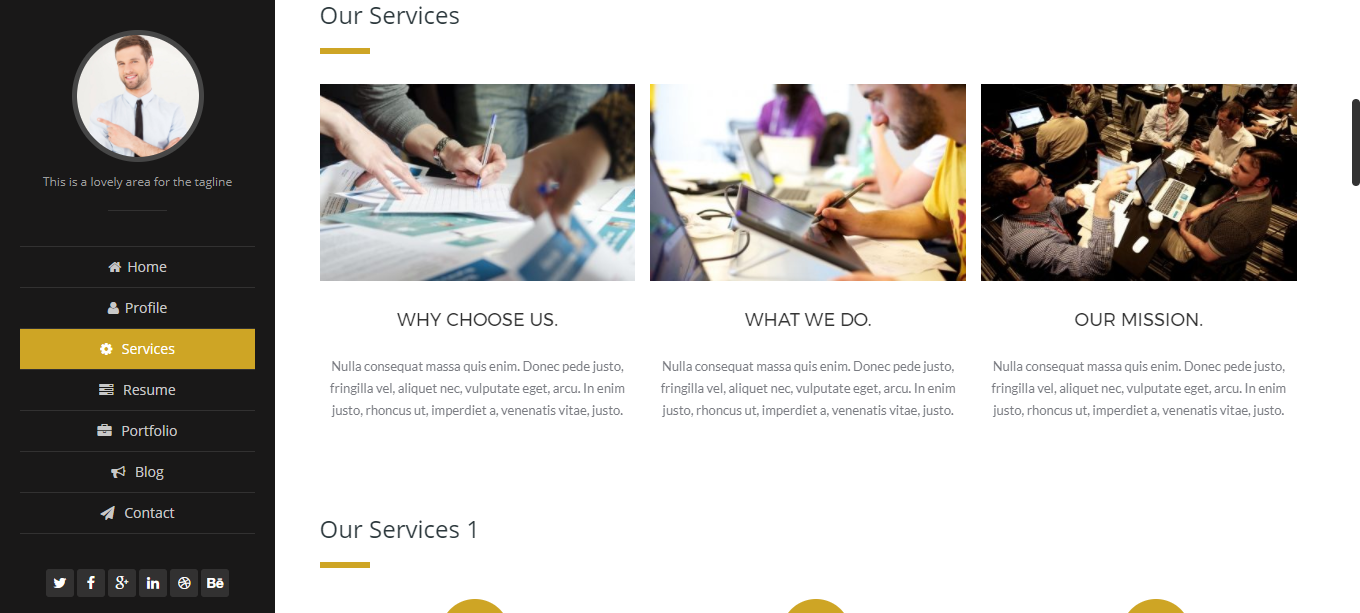 This is a lovely area for the tagline
Home
Profile
Services
Resume
Portfolio
Blog
Contact
Our Services
WHY CHOOSE US.
Nulla consequat massa quis enim. Donec pede justo,
fringilla vel, aliquet nec, vulputate eget, arcu. In enim
justo, rhoncus ut, imperdiet a, venenatis vitae, justo.
WHAT WE DO.
Nulla consequat massa quis enim. Donec pede justo,
fringilla vel, aliquet nec, vulputate eget, arcu. In enim
justo, rhoncus ut, imperdiet a, venenatis vitae, justo.
OUR MISSION.
Nulla consequat massa quis enim. Donec pede justo,
fringilla vel, aliquet nec, vulputate eget, arcu. In enim
justo, rhoncus ut, imperdiet a, venenatis vitae, justo.
Our Services 1